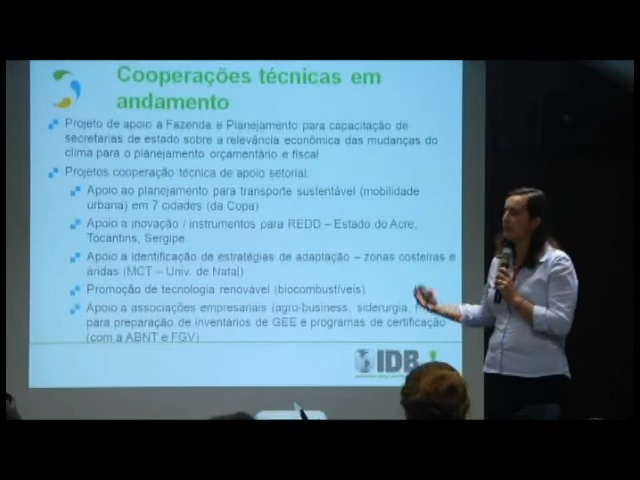 Cooperações técnicas em
andamento
Projeto de apoio à Fazenda e Planejamento para capacitação de
secretarias de estado sobre a relevância econômica das mudanças do
clima para o planejamento orçamentário e fiscal
Projetos cooperação técnica de apoio setorial:
Apoio ao planejamento para transporte sustentável (mobilidade
urbana) em 7 cidades (da Copa)
Apoio a inovação / instrumentos para REDD – Estado do Acre,
Tocantins, Sergipe
Apoio a identificação de estratégias de adaptação – zonas costeiras e
áridas (MCT – Univ. de Natal)
Promoção de tecnologia renovável (biocombustíveis)
Apoio a associações empresariais (agro-business, siderurgia,
para preparação de inventários de GEE e programas de certificação
(com a ABNT e FGV)
IDB